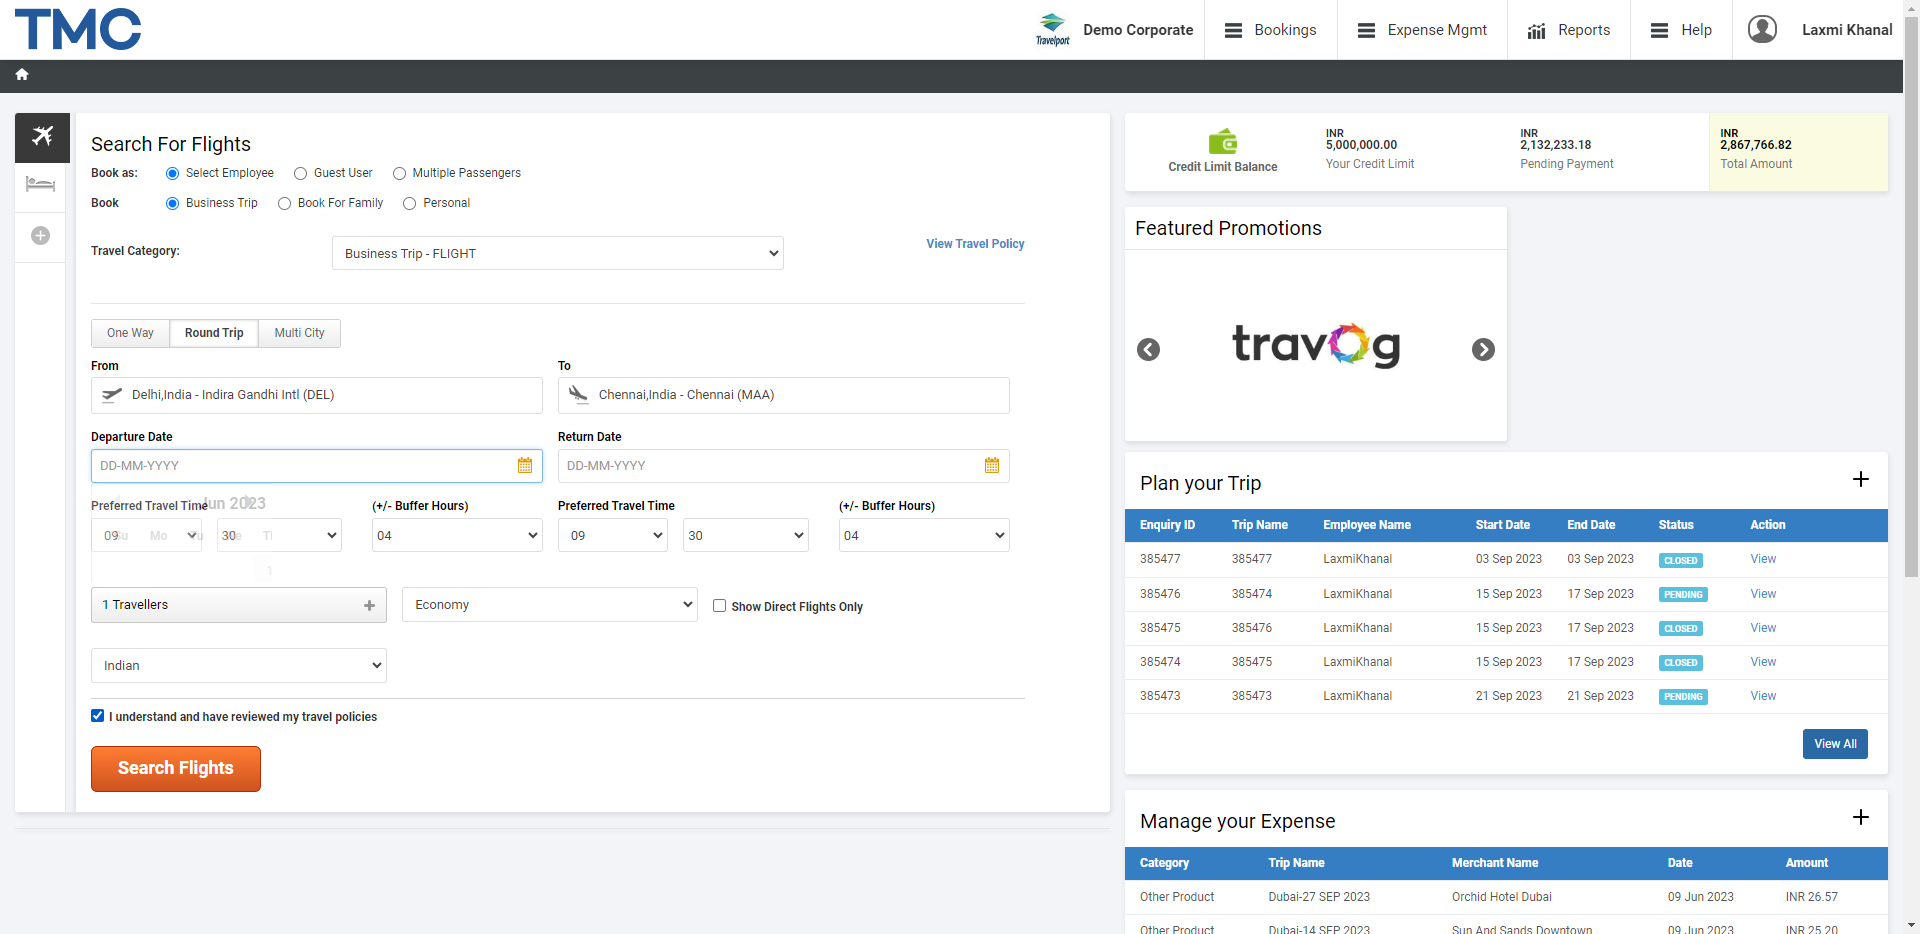 TMC
Travelport
Demo Corporate
Bookings
Expense Mgmt
Reports
Help
Laxmi Khanal
Search For Flights
Book as: Select Employee Guest User Multiple Passengers
Book Business Trip Book For Family Personal
Travel Category: Business Trip - FLIGHT View Travel Policy
One Way Round Trip Multi City
From To
Delhi,India - Indira Gandhi Intl (DEL) Chennai,India - Chennai (MAA)
Departure Date Return Date
DD-MM-YYYY DD-MM-YYYY
Jun 2023
Preferred Travel Time (+/- Buffer Hours) Preferred Travel Time (+/- Buffer Hours)
09 30 04 09 30 04
Su Mo Tu We
1
1 Travellers Economy Show Direct Flights Only
Indian
I understand and have reviewed my travel policies
Search Flights
Credit Limit Balance
INR
5,000,000.00
Your Credit Limit
INR
2,132,233.18
Pending Payment
INR
2,867,766.82
Total Amount
Featured Promotions
travog
Plan your Trip
Enquiry ID Trip Name Employee Name Start Date End Date Status Action
385477 385477 LaxmiKhanal 03 Sep 2023 03 Sep 2023 CLOSED View
385476 385474 LaxmiKhanal 15 Sep 2023 17 Sep 2023 PENDING View
385475 385476 LaxmiKhanal 15 Sep 2023 17 Sep 2023 CLOSED View
385474 385475 LaxmiKhanal 15 Sep 2023 17 Sep 2023 CLOSED View
385473 385473 LaxmiKhanal 21 Sep 2023 21 Sep 2023 PENDING View
View All
Manage your Expense
Category Trip Name Merchant Name Date Amount
Other Product Dubai-27 SEP 2023 Orchid Hotel Dubai 09 Jun 2023 INR 26.57
Other Product Dubai-14 SEP 2023 Sun And Sands Downtown 09 Jun 2023 INR 25.20